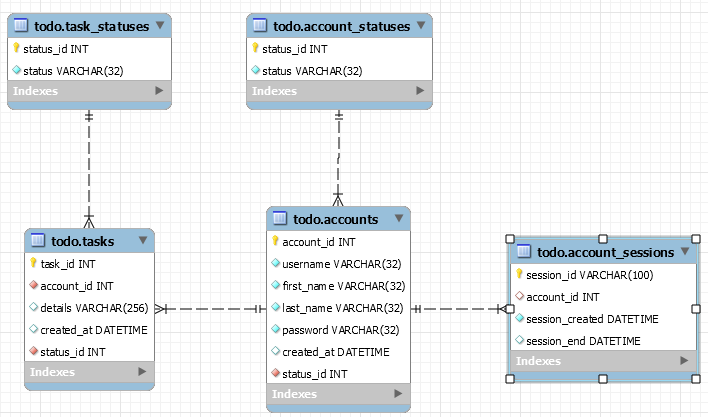 todo.task_statuses
status_id INT
status VARCHAR(32)
Indexes
todo.account_statuses
status_id INT
status VARCHAR(32)
Indexes
todo.tasks
task_id INT
account_id INT
details VARCHAR(256)
created_at DATETIME
status_id INT
Indexes
todo.accounts
account_id INT
username VARCHAR(32)
first_name VARCHAR(32)
last_name VARCHAR(32)
password VARCHAR(32)
created_at DATETIME
status_id INT
Indexes
todo.account_sessions
session_id VARCHAR(100)
account_id INT
session_created DATETIME
session_end DATETIME
Indexes